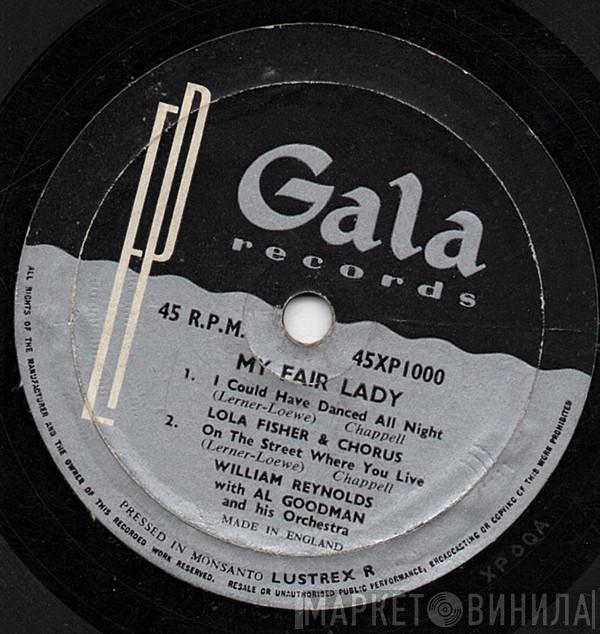 EP
Gala
records
45 R.P.M.
45XP1000
MY FAIR LADY
1. I Could Have Danced All Night
(Lerner-Loewe) Chappell
LOLA FISHER & CHORUS
2. On The Street Where You Live
(Lerner-Loewe) Chappell
WILLIAM REYNOLDS
with AL GOODMAN
and his Orchestra
MADE IN ENGLAND
PRESSED IN MONSANTO LUSTREX R
ALL RIGHTS OF THE MANUFACTURER AND THE OWNER OF THIS RECORDED WORK RESERVED. RESALE OR UNAUTHORISED PUBLIC PERFORMANCE, BROADCASTING OR COPYING OF THIS WORK PROHIBITED
МАРКЕТ ВИНИЛА